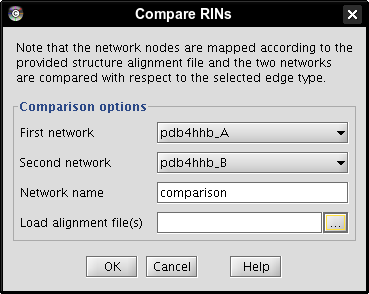 Compare RINs
Note that the network nodes are mapped according to the
provided structure alignment file and the two networks
are compared with respect to the selected edge type.
Comparison options
First network pdb4hhb_A
Second network pdb4hhb_B
Network name comparison
Load alignment file(s) ...
OK Cancel Help